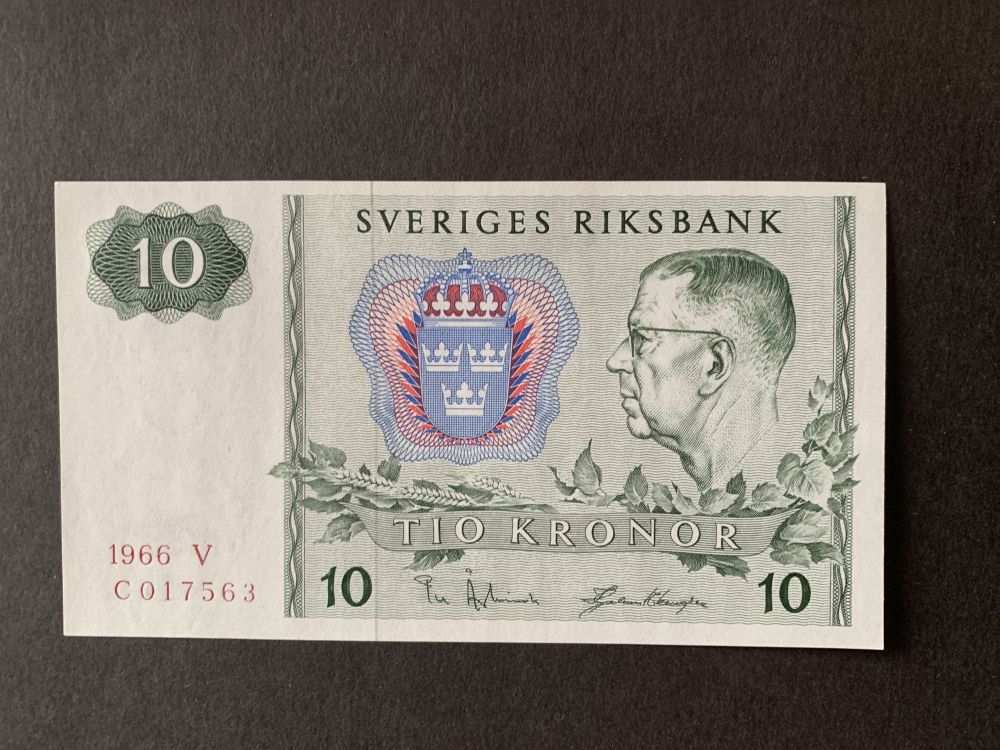 10
SVERIGES RIKSBANK
TIO KRONOR
1966 V
C017563
10
10